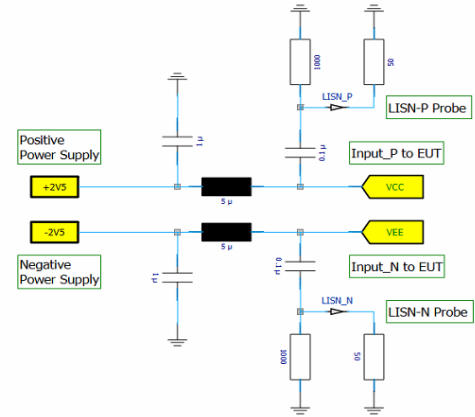 1000
50
LISN_P
LISN-P Probe
1 µ
0.1 µ
Positive
Power Supply
Input_P to EUT
+2V5
5 µ
VCC
-2V5
VEE
5 µ
Negative
Power Supply
1 µ
0.1 µ
Input_N to EUT
LISN_N
LISN-N Probe
1000
50